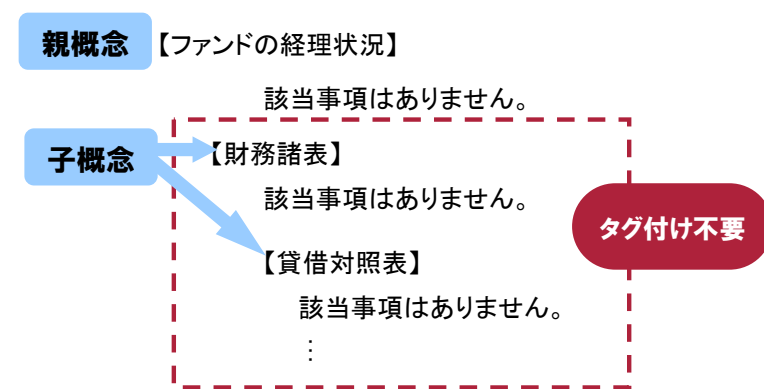 親概念 【ファンドの経理状況】
該当事項はありません。
子概念 【財務諸表】
該当事項はありません。
タグ付け不要
【貸借対照表】
該当事項はありません。
⋮